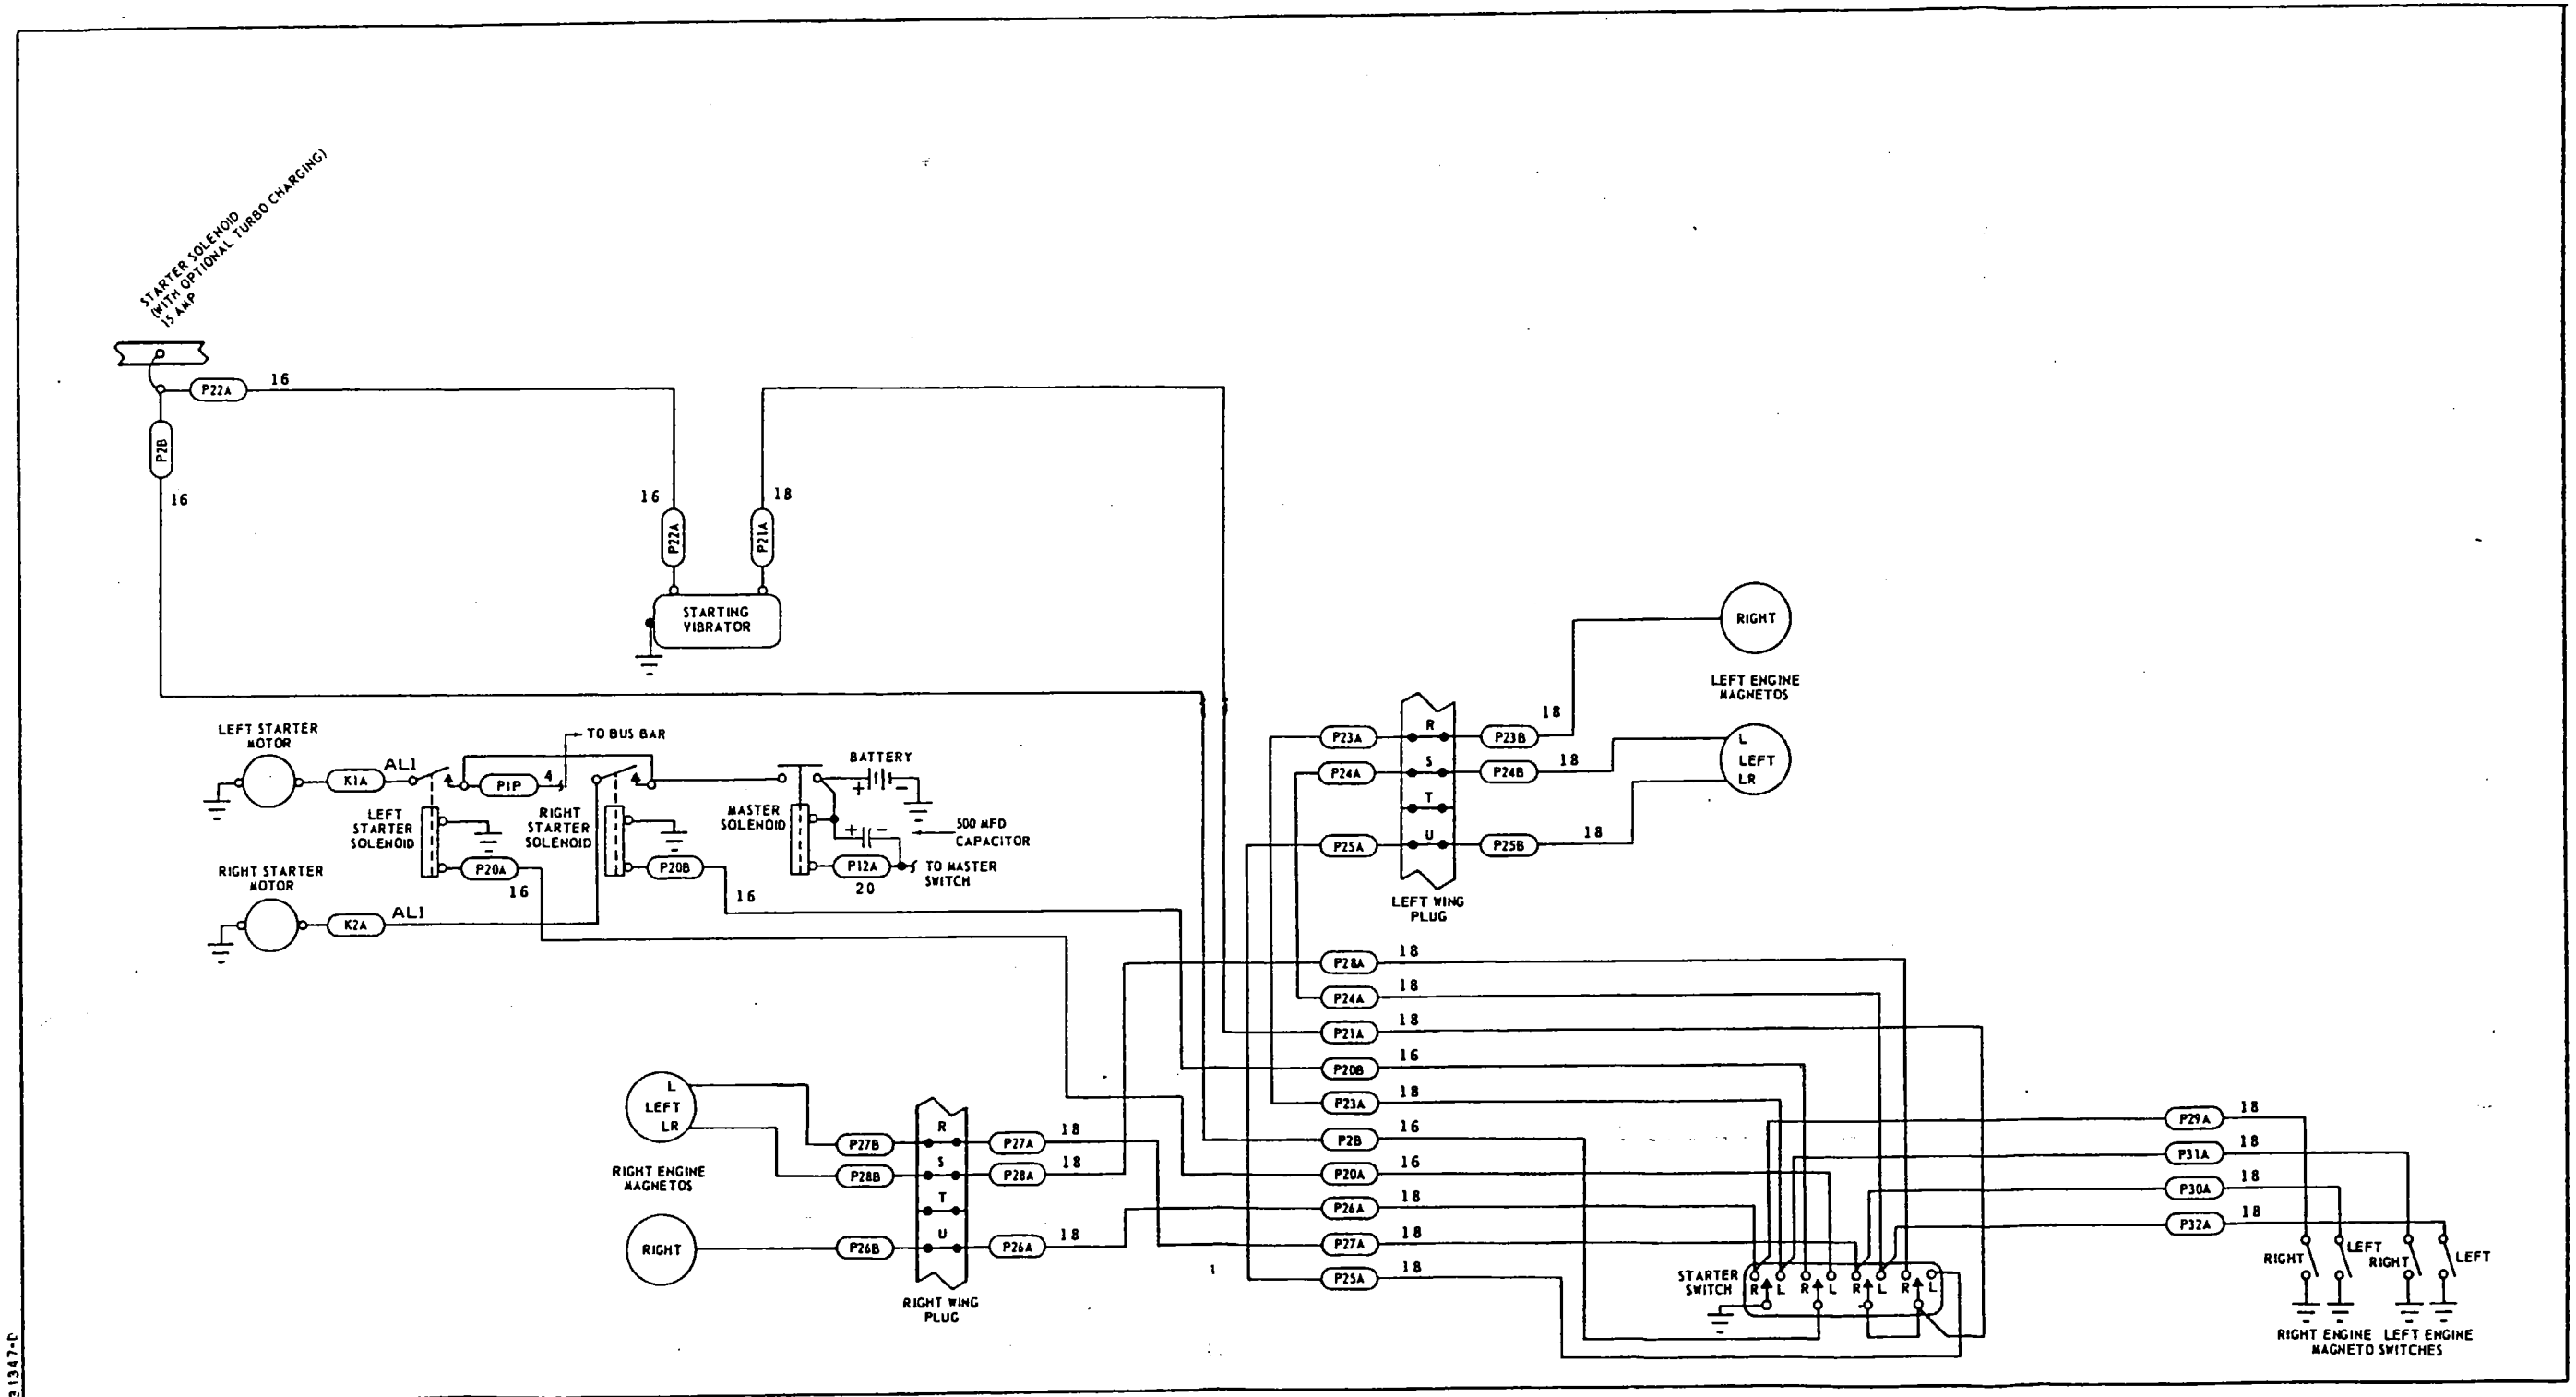 STARTER SOLENOID
(WITH OPTIONAL TURBO CHARGING)
15 AMP
P22A
16
P2B
16
16
P22A
18
P21A
STARTING
VIBRATOR
LEFT STARTER
MOTOR
K1A
AL1
TO BUS BAR
P1P
4
LEFT
STARTER
SOLENOID
RIGHT
STARTER
SOLENOID
MASTER
SOLENOID
BATTERY
+
-
+
-
500 MFD
CAPACITOR
P12A
20
TO MASTER
SWITCH
P20A
16
P20B
16
RIGHT STARTER
MOTOR
K2A
AL1
RIGHT
LEFT ENGINE
MAGNETOS
L
LEFT
LR
P23A
R
P23B
18
P24A
S
P24B
18
T
P25A
U
P25B
18
LEFT WING
PLUG
P28A
18
P24A
18
P21A
18
P20B
16
P23A
18
P2B
16
P20A
16
P26A
18
P27A
18
P25A
18
L
LEFT
LR
RIGHT ENGINE
MAGNETOS
RIGHT
P27B
R
P27A
18
P28B
S
P28A
18
T
P26B
U
P26A
18
RIGHT WING
PLUG
STARTER
SWITCH
R L R L R L R L
P29A
18
P31A
18
P30A
18
P32A
18
RIGHT
LEFT
RIGHT
LEFT
RIGHT ENGINE LEFT ENGINE
MAGNETO SWITCHES